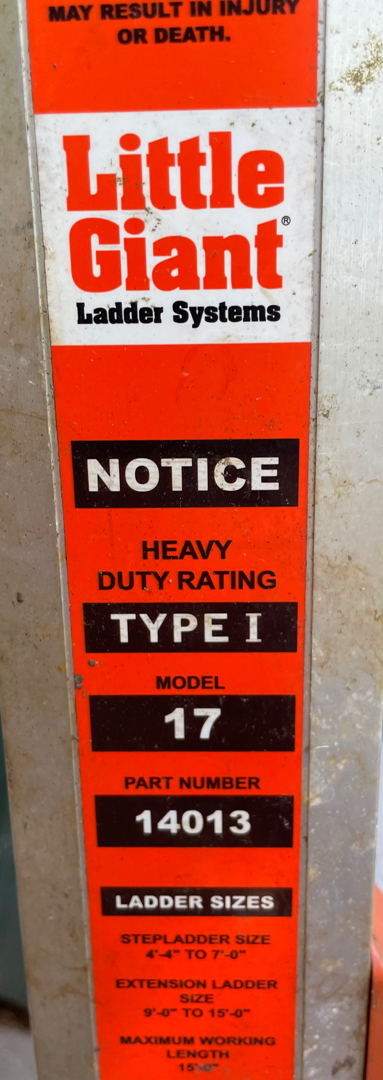 MAY RESULT IN INJURY
OR DEATH.
Little
Giant®
Ladder Systems
NOTICE
HEAVY
DUTY RATING
TYPE I
MODEL
17
PART NUMBER
14013
LADDER SIZES
STEPLADDER SIZE
4'-4" TO 7'-0"
EXTENSION LADDER
SIZE
9'-0" TO 15'-0"
MAXIMUM WORKING
LENGTH
15'-0"